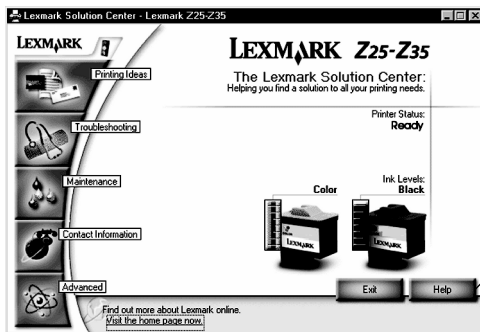 Lexmark Solution Center - Lexmark Z25-Z35
LEXMARK
Printing Ideas
Troubleshooting
Maintenance
Contact Information
Advanced
LEXMARK Z25-Z35
The Lexmark Solution Center:
Helping you find a solution to all your printing needs.
Printer Status:
Ready
Ink Levels:
Color Black
LEXMARK LEXMARK
Exit Help
Find out more about Lexmark online.
Visit the home page now.